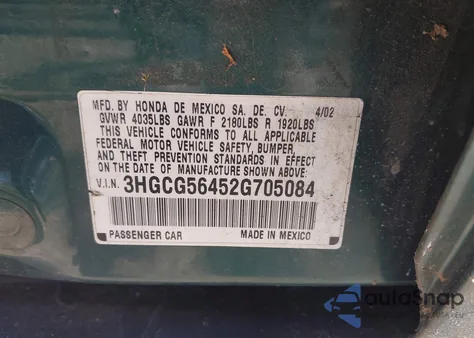 MFD. BY HONDA DE MEXICO SA. DE. CV. 4/02
GVWR 4035LBS GAWR F 2180LBS R 1920LBS
THIS VEHICLE CONFORMS TO ALL APPLICABLE
FEDERAL MOTOR VEHICLE SAFETY, BUMPER,
AND THEFT PREVENTION STANDARDS IN EFFECT
ON THE DATE OF MANUFACTURE SHOWN ABOVE.
V.I.N. 3HGCG56452G705084
PASSENGER CAR MADE IN MEXICO
autaSnap